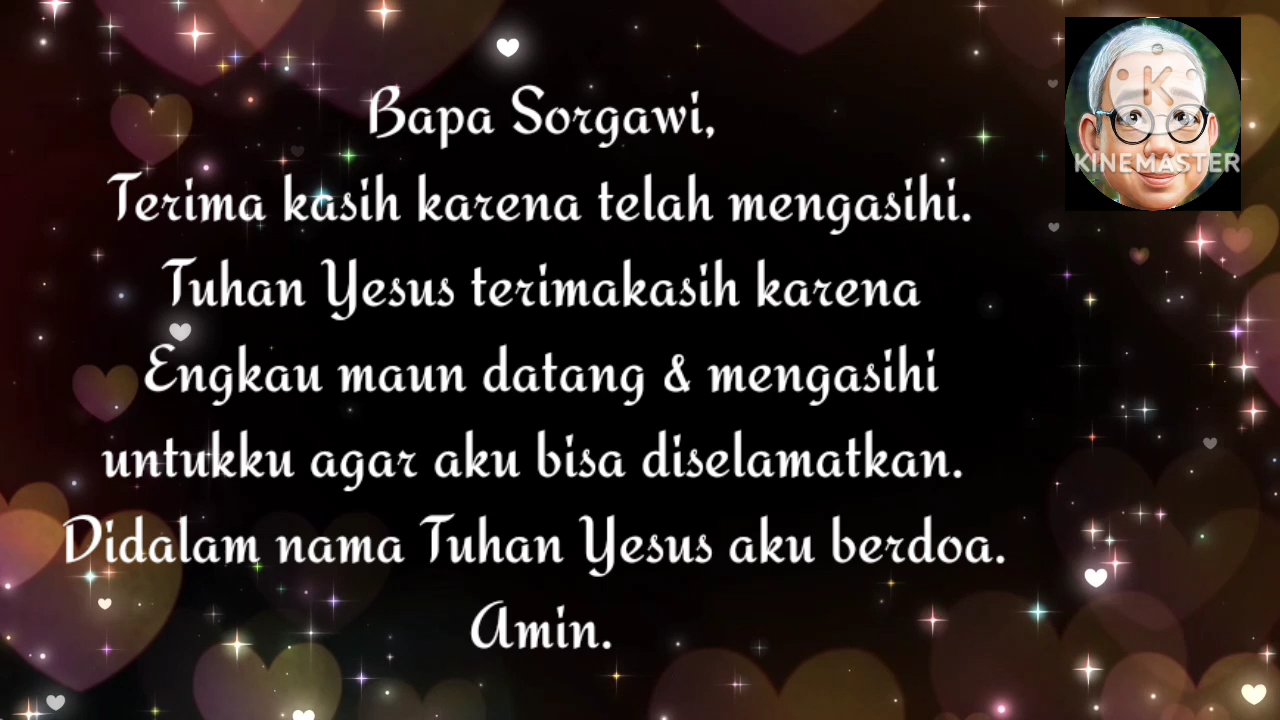 Bapa Sorgawi,
Terima kasih karena telah mengasihi.
Tuhan Yesus terimakasih karena
Engkau maun datang & mengasihi
untukku agar aku bisa diselamatkan.
Didalam nama Tuhan Yesus aku berdoa.
Amin.
K
KINEMASTER